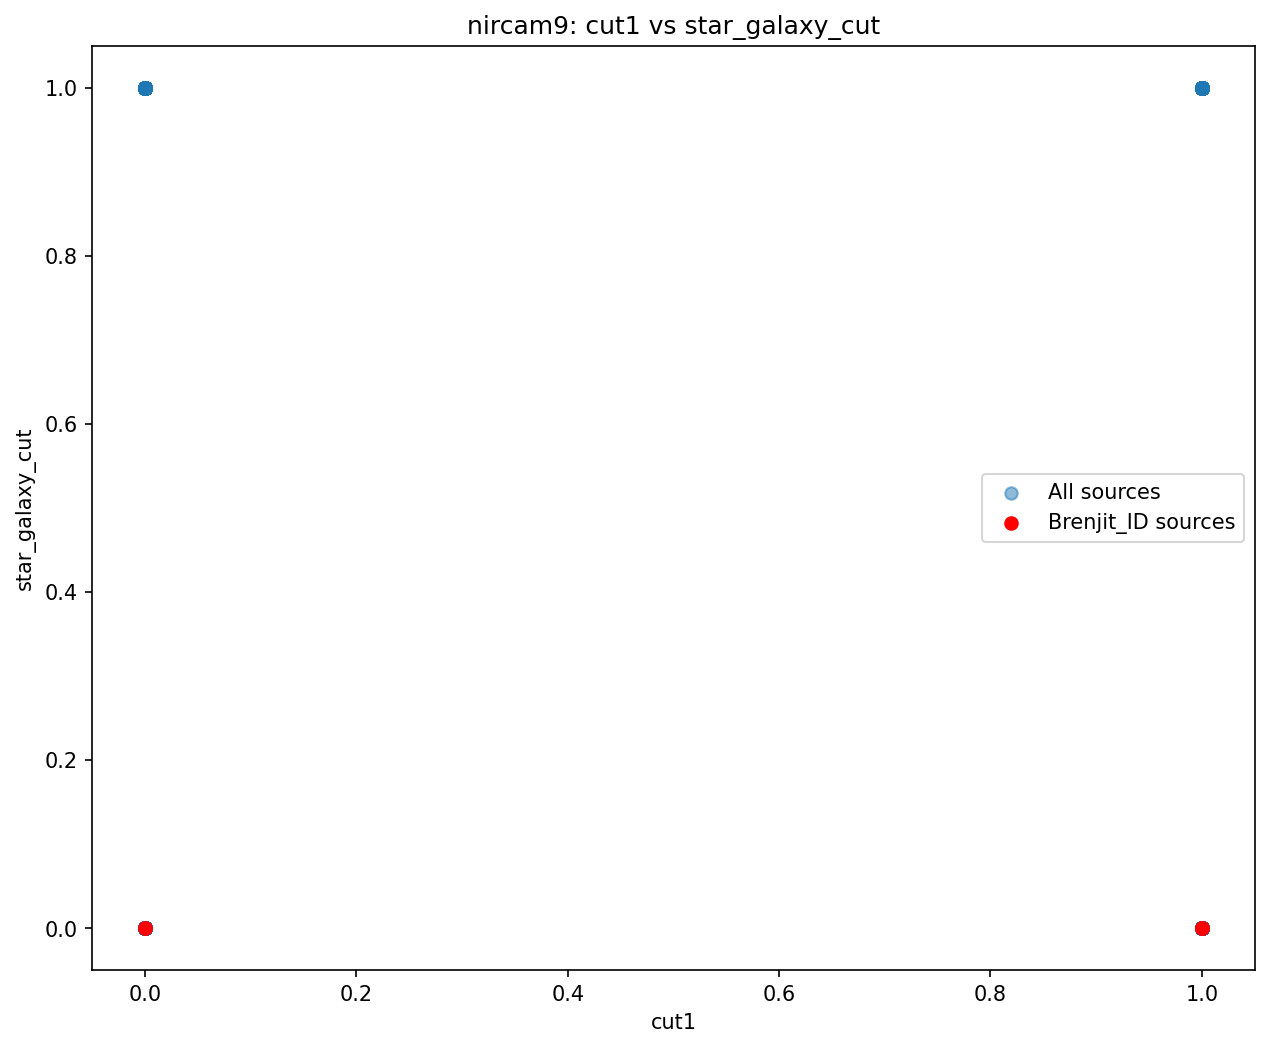 nircam9: cut1 vs star_galaxy_cut
1.0
0.8
0.6
0.4
0.2
0.0
star_galaxy_cut
All sources
Brenjit_ID sources
0.0 0.2 0.4 0.6 0.8 1.0
cut1